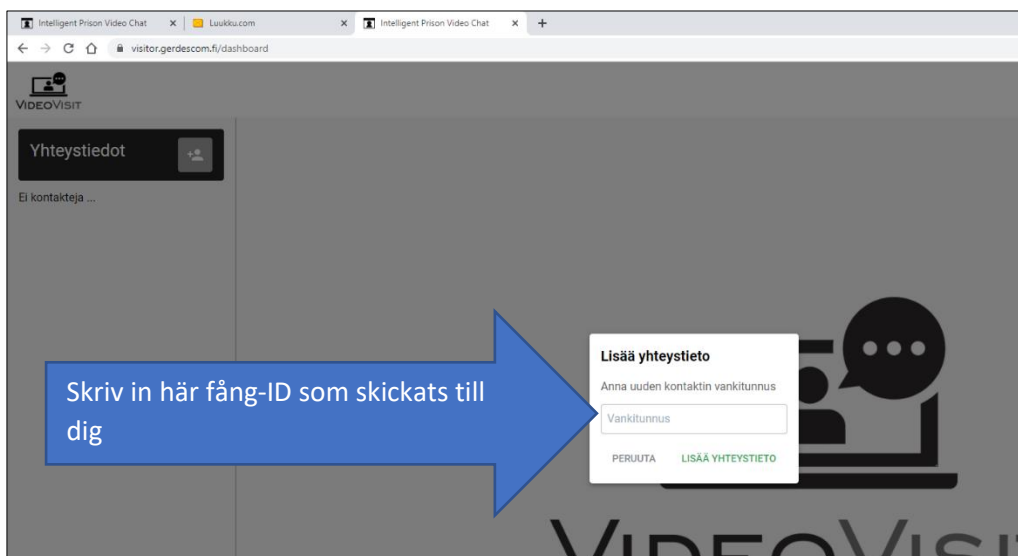 Intelligent Prison Video Chat
Luukku.com
Intelligent Prison Video Chat
visitor.gerdescom.fi/dashboard
VIDEOVISIT
Yhteystiedot
Ei kontakteja ...
Skriv in här fång-ID som skickats till
dig
Lisää yhteystieto
Anna uuden kontaktin vankitunnus
Vankitunnus
PERUUTA LISÄÄ YHTEYSTIETO
VIDEOVISIT